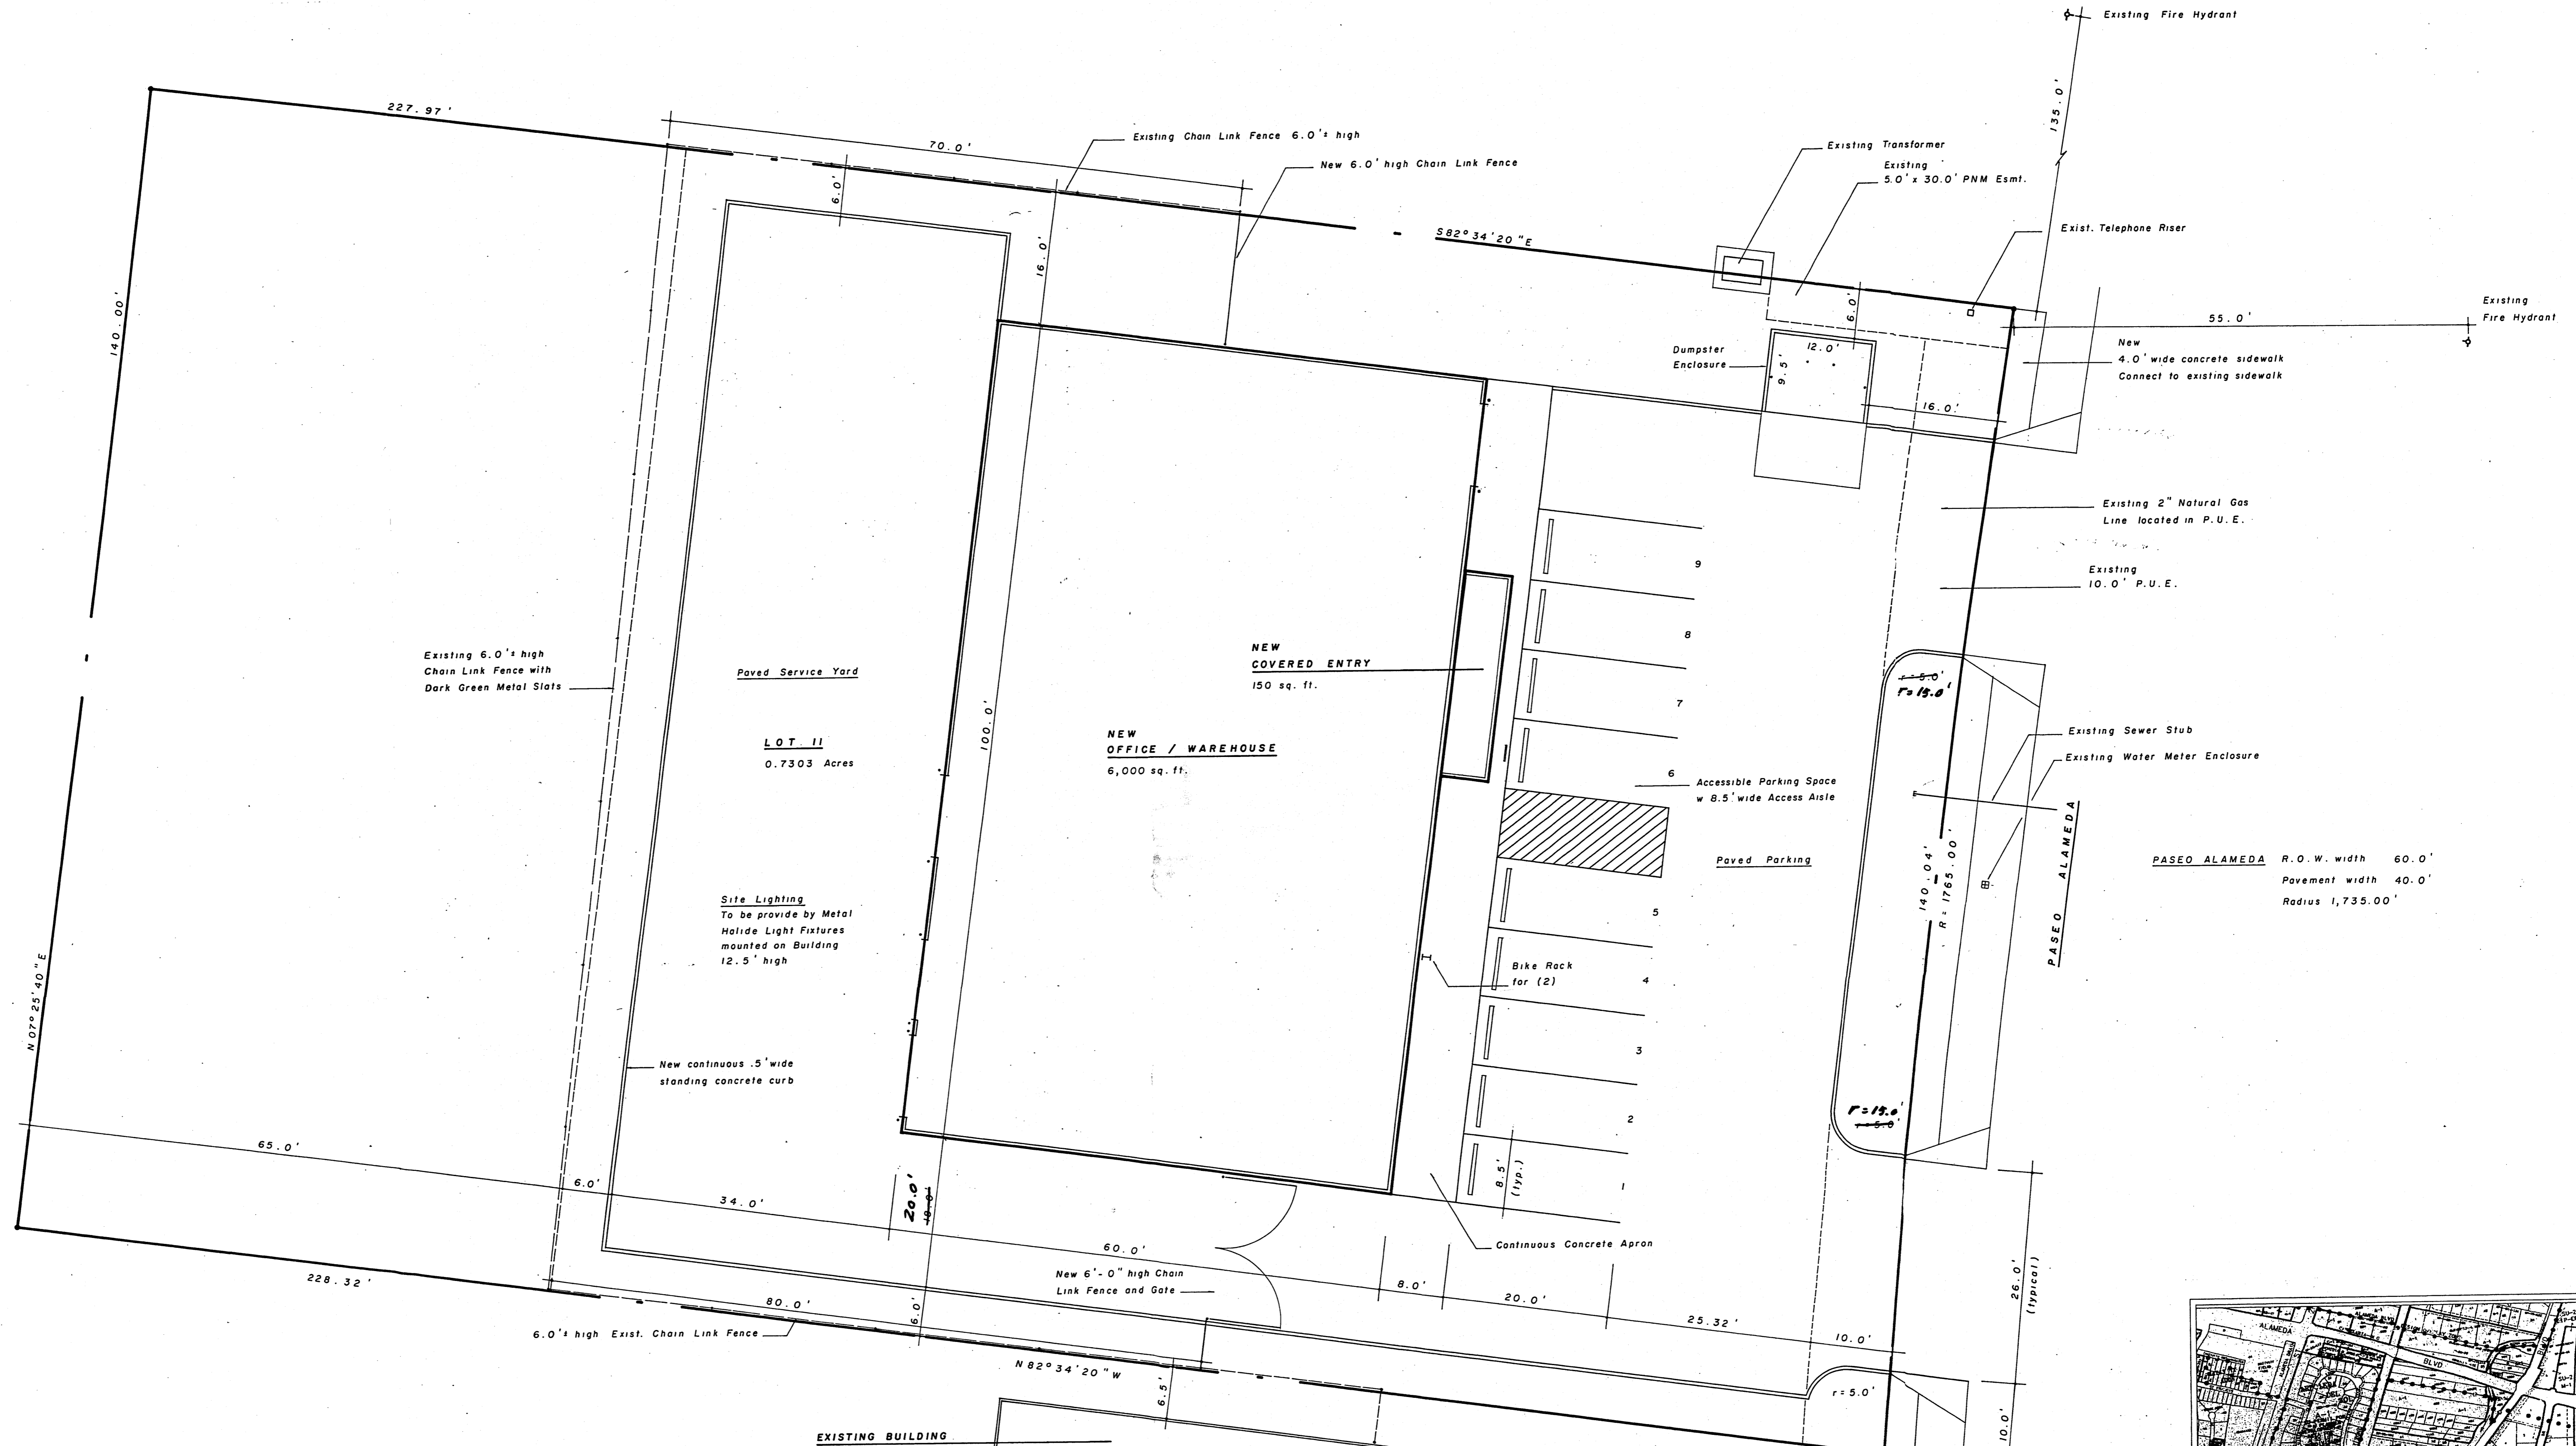 Existing Fire Hydrant
135.0'
227.97'
70.0'
Existing Chain Link Fence 6.0'± high
New 6.0' high Chain Link Fence
Existing Transformer
Existing
5.0' x 30.0' PNM Esmt.
Exist. Telephone Riser
S82°34'20"E
6.0'
16.0'
6.0'
55.0'
Existing
Fire Hydrant
New
4.0' wide concrete sidewalk
Connect to existing sidewalk
140.00'
Dumpster
Enclosure
12.0'
9.5'
16.0'
Existing 2" Natural Gas
Line located in P.U.E.
Existing
10.0' P.U.E.
9
8
7
6
5
4
3
2
1
Existing 6.0'± high
Chain Link Fence with
Dark Green Metal Slats
Paved Service Yard
NEW
COVERED ENTRY
150 sq. ft.
r = 5.0'
r = 15.0'
LOT 11
0.7303 Acres
100.0'
NEW
OFFICE / WAREHOUSE
6,000 sq. ft.
Existing Sewer Stub
Existing Water Meter Enclosure
Accessible Parking Space
w 8.5' wide Access Aisle
Paved Parking
140.04'
R = 1765.00'
PASEO ALAMEDA
PASEO ALAMEDA R.O.W. width 60.0'
Pavement width 40.0'
Radius 1,735.00'
Site Lighting
To be provide by Metal
Halide Light Fixtures
mounted on Building
12.5' high
Bike Rack
for (2)
N07°25'40"E
New continuous .5' wide
standing concrete curb
r = 15.0'
r = 5.0'
65.0'
6.0'
34.0'
20.0'
18.0'
8.5'
(typ.)
Continuous Concrete Apron
60.0'
8.0'
20.0'
25.32'
10.0'
26.0'
(typical)
228.32'
80.0'
6.0'
New 6'-0" high Chain
Link Fence and Gate
6.0'± high Exist. Chain Link Fence
N82°34'20"W
6.5'
r = 5.0'
10.0'
EXISTING BUILDING
ALAMEDA
BLVD